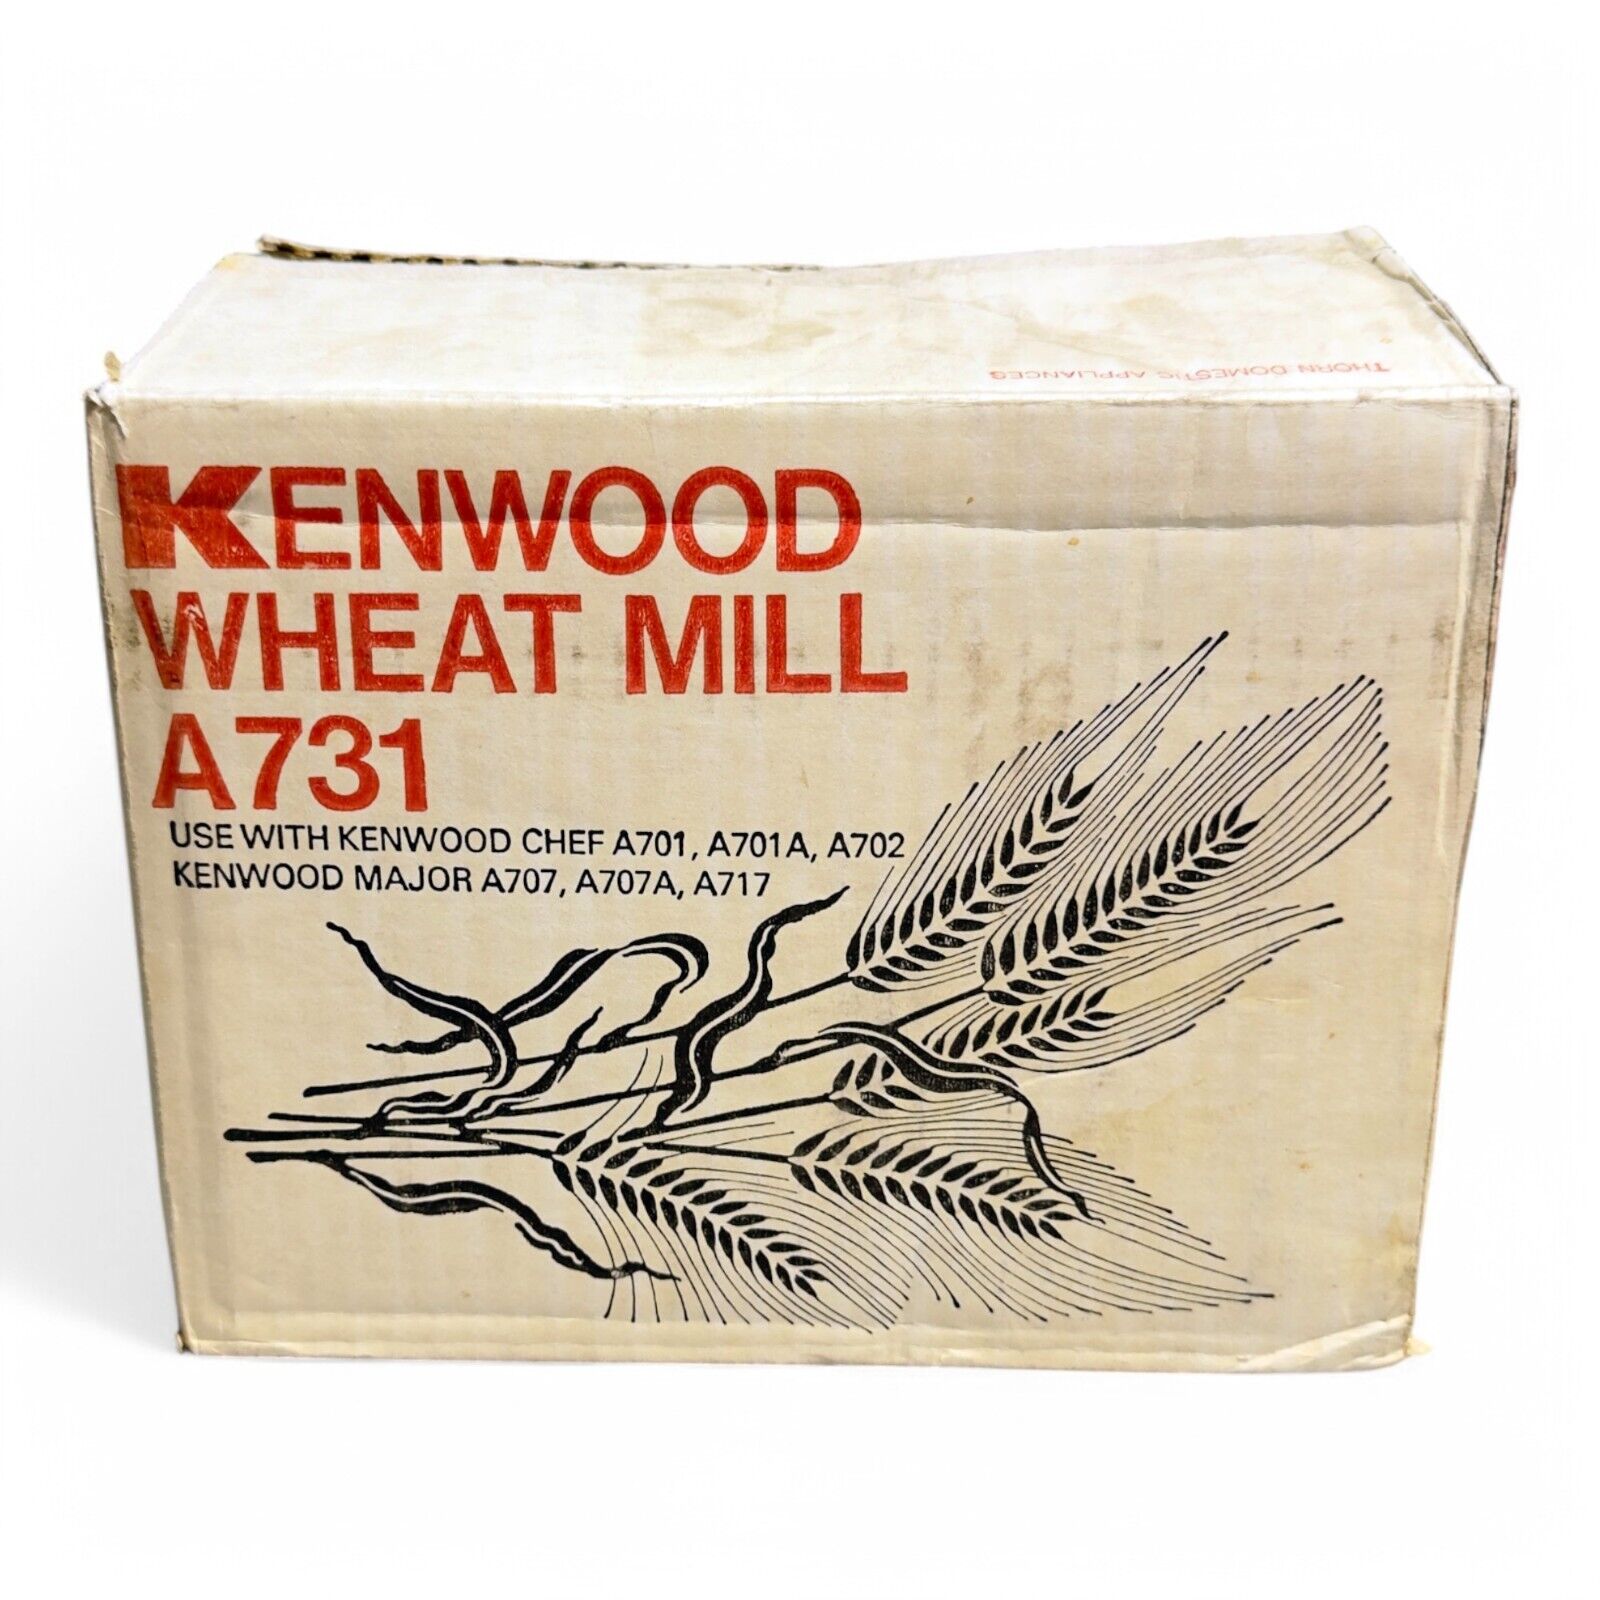 THORN DOMESTIC APPLIANCES
KENWOOD
WHEAT MILL
A731
USE WITH KENWOOD CHEF A701, A701A, A702
KENWOOD MAJOR A707, A707A, A717